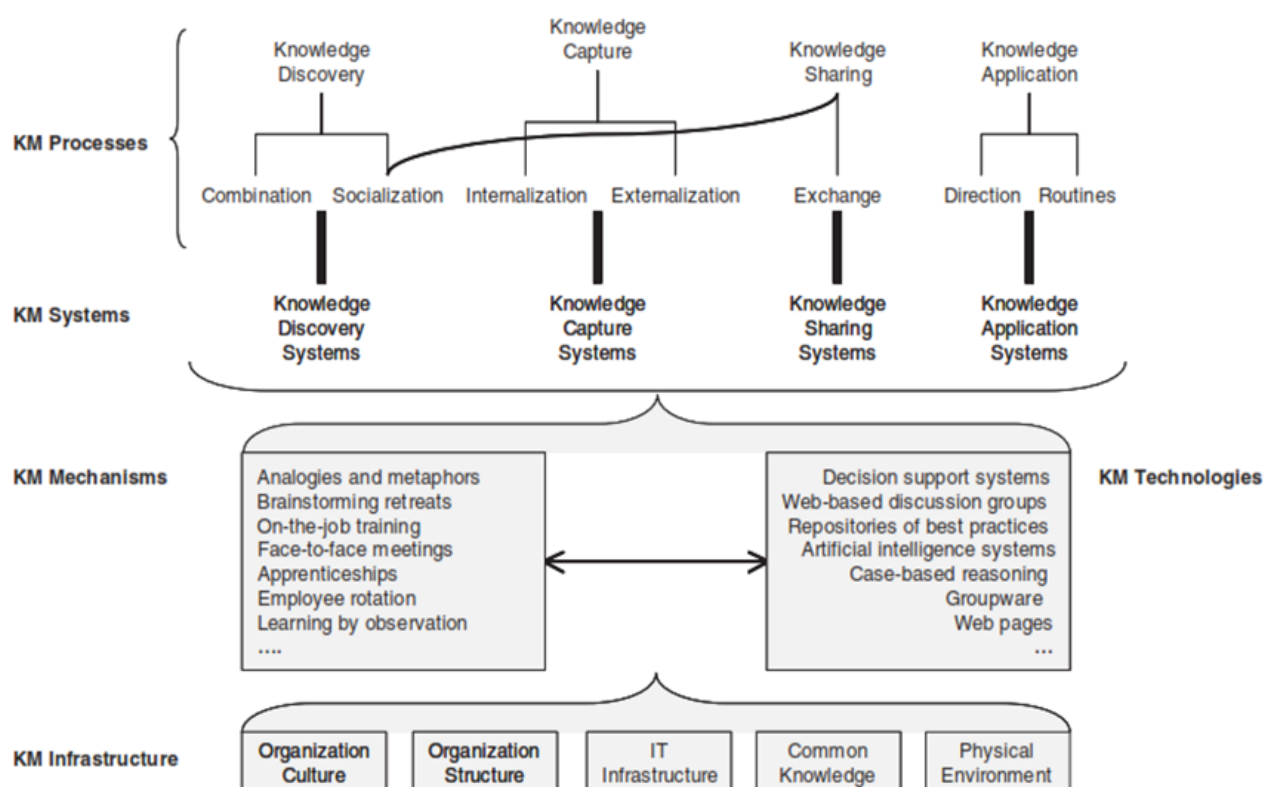 Knowledge
Discovery
Knowledge
Capture
Knowledge
Sharing
Knowledge
Application
KM Processes
Combination
Socialization
Internalization
Externalization
Exchange
Direction
Routines
KM Systems
Knowledge
Discovery
Systems
Knowledge
Capture
Systems
Knowledge
Sharing
Systems
Knowledge
Application
Systems
KM Mechanisms
Analogies and metaphors
Brainstorming retreats
On-the-job training
Face-to-face meetings
Apprenticeships
Employee rotation
Learning by observation
....
Decision support systems
Web-based discussion groups
Repositories of best practices
Artificial intelligence systems
Case-based reasoning
Groupware
Web pages
...
KM Technologies
KM Infrastructure
Organization
Culture
Organization
Structure
IT
Infrastructure
Common
Knowledge
Physical
Environment